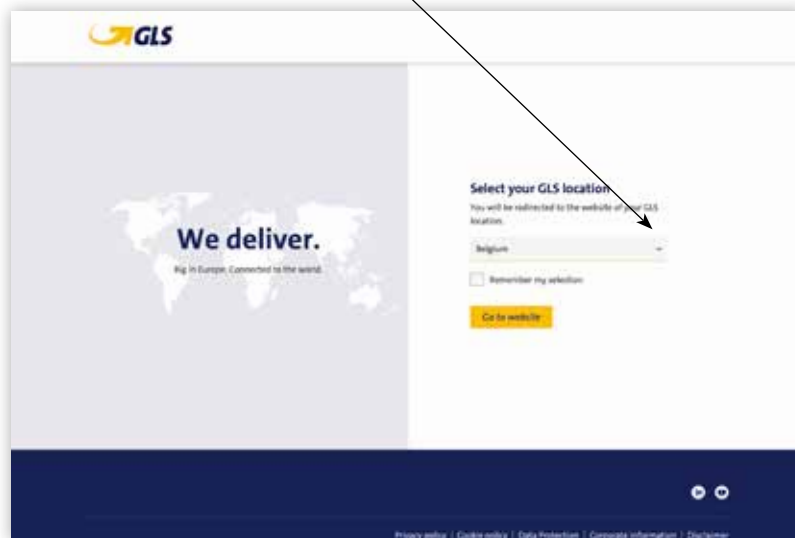 GLS
We deliver.
Big in Europe. Connected to the world.
Select your GLS location
You will be redirected to the website of your GLS
location.
Belgium
Remember my selection
Go to website
Privacy policy | Cookie policy | Data Protection | Corporate information | Disclaimer